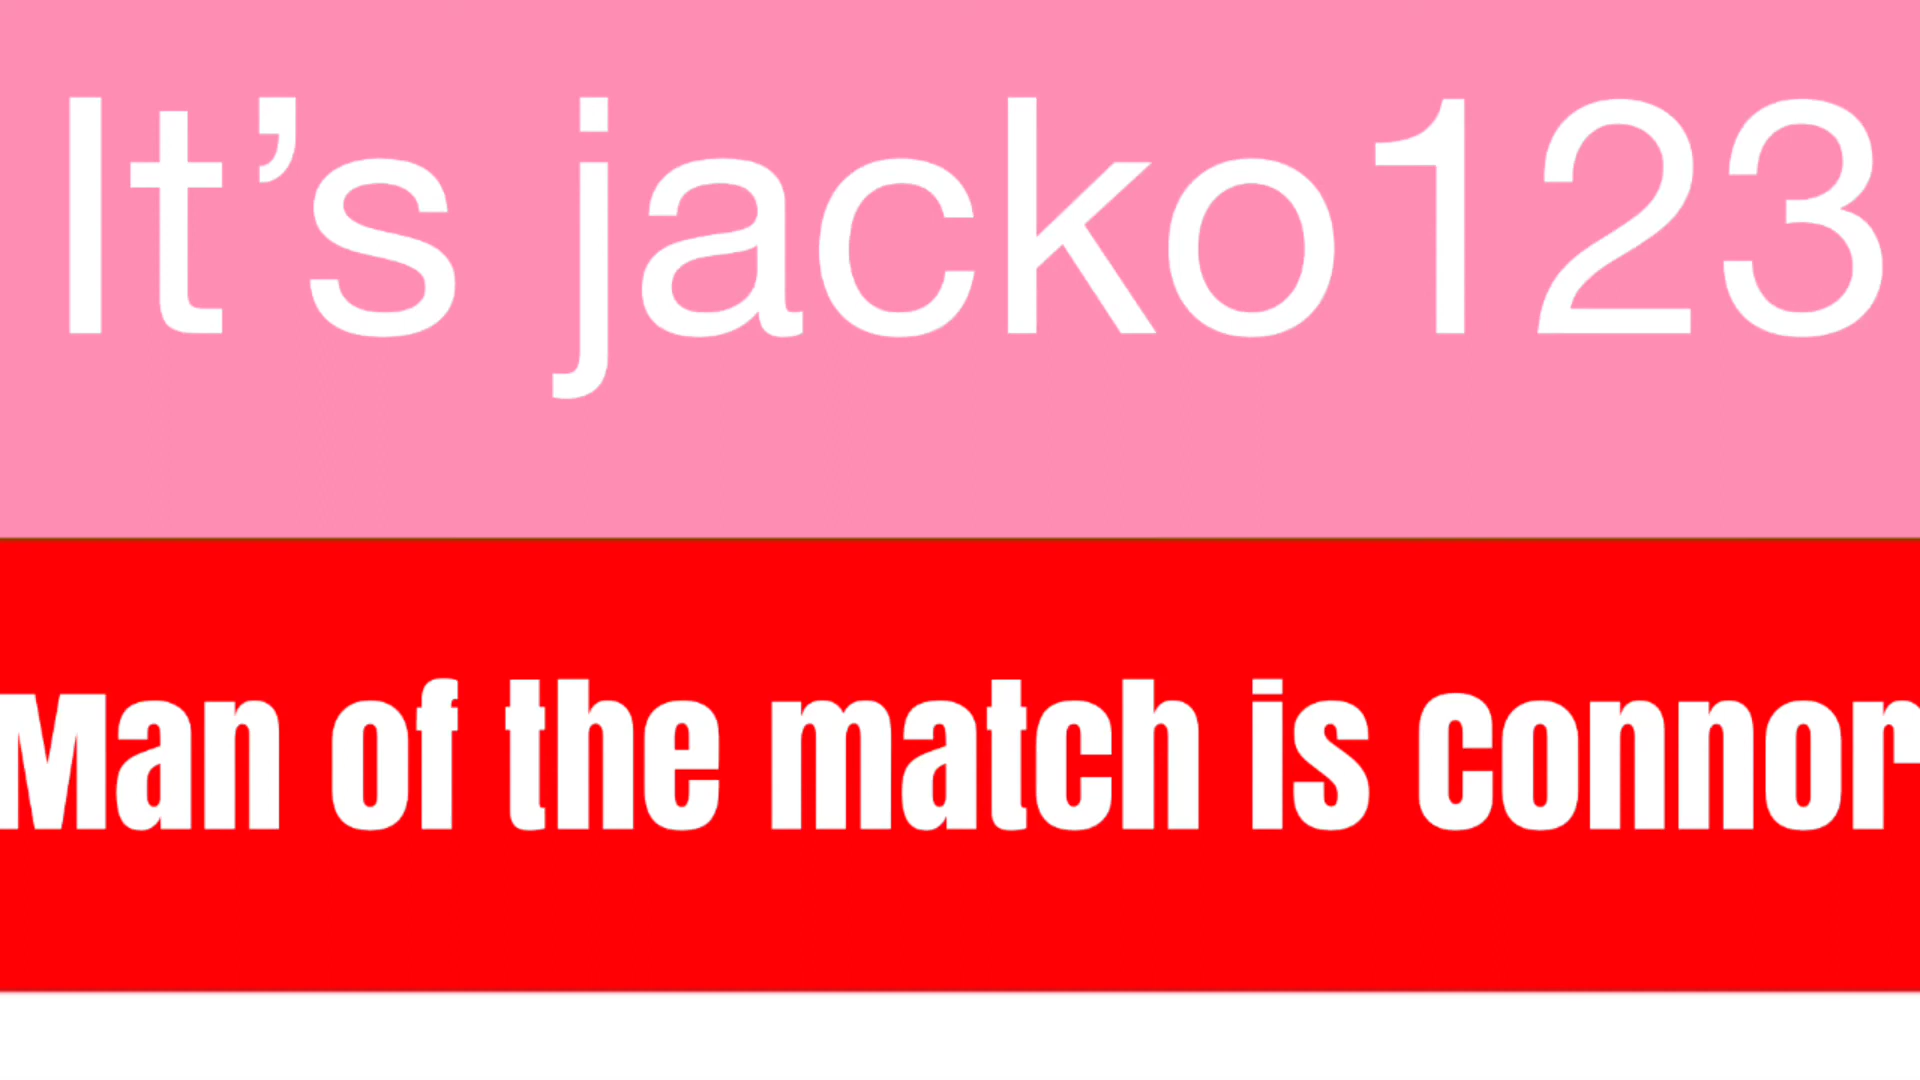 It’s jacko123
Man of the match is connor